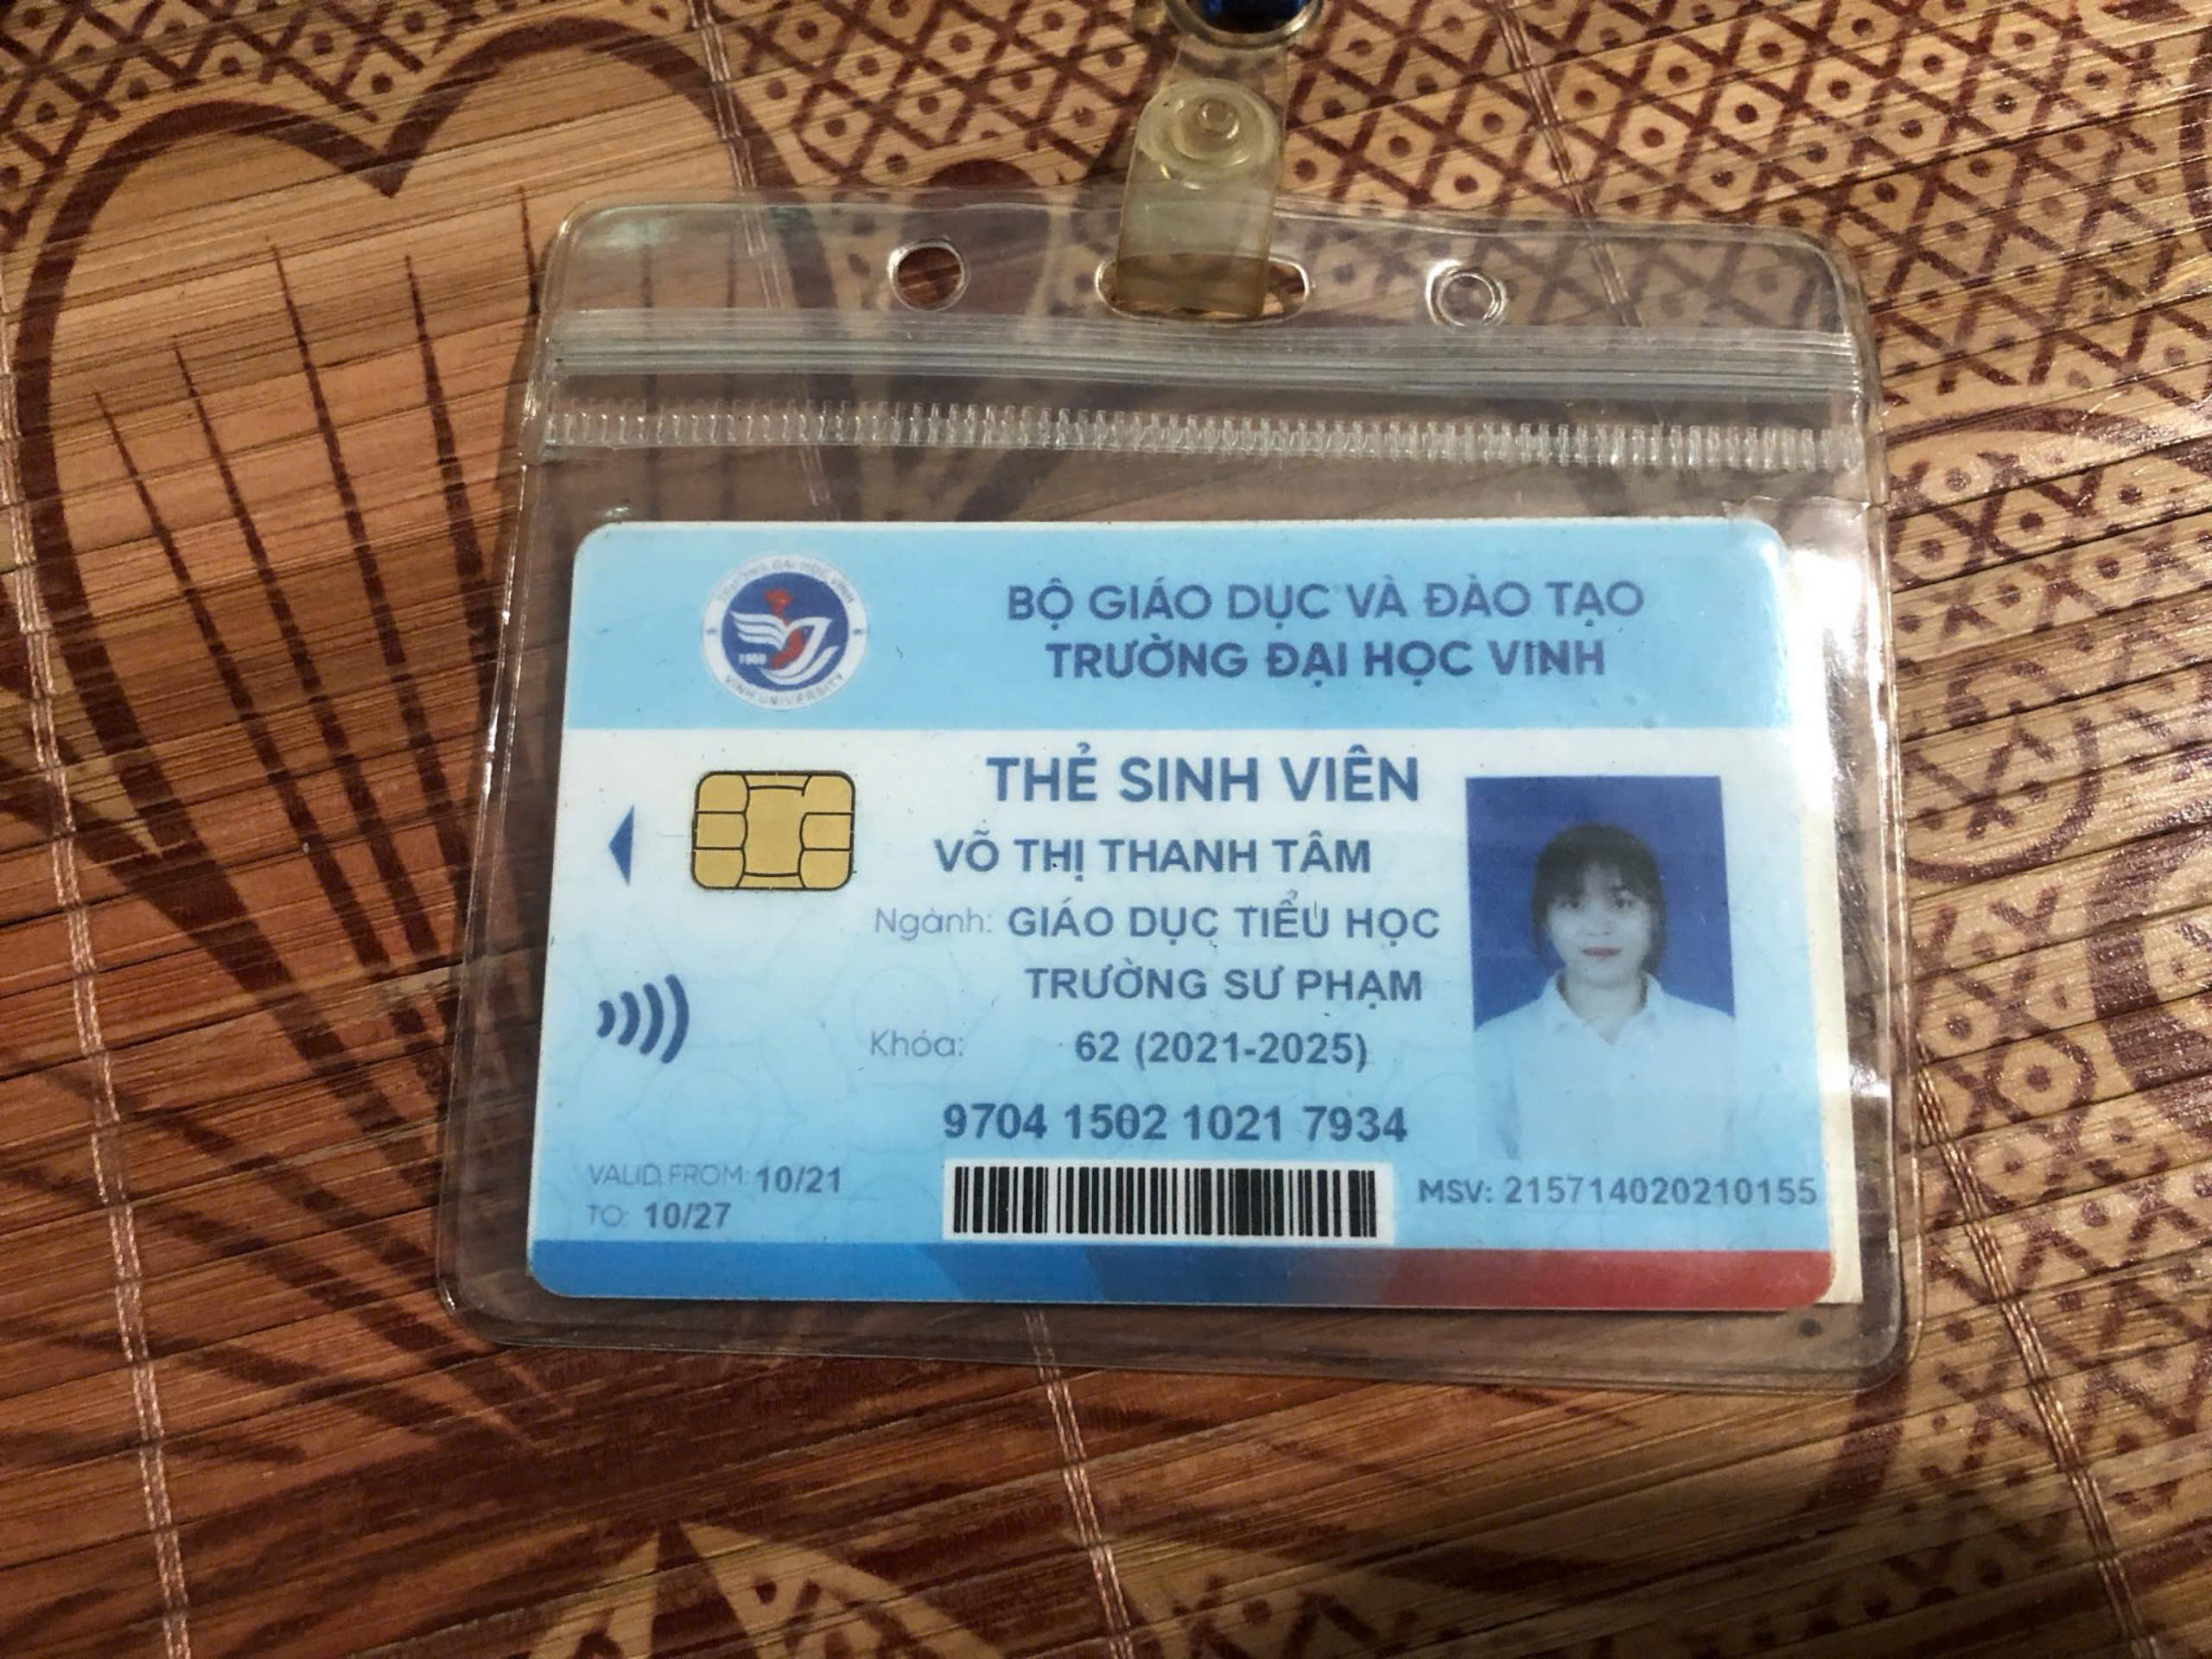 TRƯỜNG ĐẠI HỌC VINH
1959
VINH UNIVERSITY
BỘ GIÁO DỤC VÀ ĐÀO TẠO
TRƯỜNG ĐẠI HỌC VINH
THẺ SINH VIÊN
VÕ THỊ THANH TÂM
Ngành: GIÁO DỤC TIỂU HỌC
TRƯỜNG SƯ PHẠM
Khóa: 62 (2021-2025)
9704 1502 1021 7934
VALID FROM: 10/21
TO: 10/27
MSV: 215714020210155